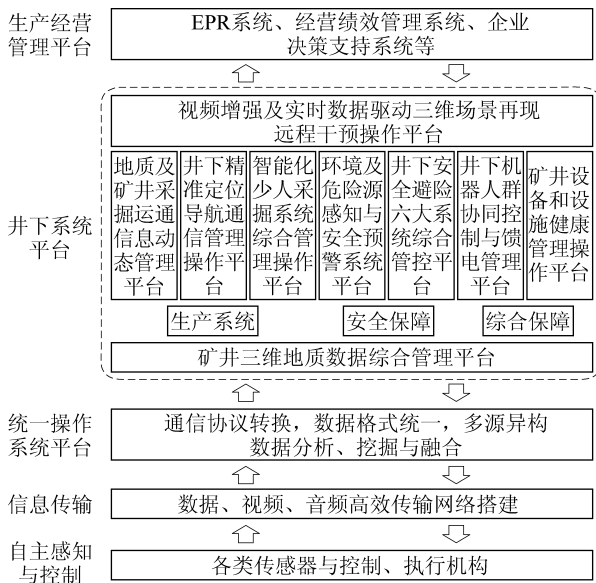 生产经营
管理平台
EPR系统、经营绩效管理系统、企业
决策支持系统等
井下系统
平台
视频增强及实时数据驱动三维场景再现
远程干预操作平台
地质及
矿井采
掘运通
信息动
态管理
平台
井下精
准定位
导航通
信管理
操作平
台
智能化
少人采
掘系统
综合管
理操作
平台
环境及
危险源
感知与
安全预
警系统
平台
井下安
全避险
六大系
统综合
管控平
台
井下机
器人群
协同控
制与馈
电管理
平台
矿井设
备和设
施健康
管理操
作平台
生产系统
安全保障
综合保障
矿井三维地质数据综合管理平台
统一操作
系统平台
通信协议转换，数据格式统一，多源异构
数据分析、挖掘与融合
信息传输
数据、视频、音频高效传输网络搭建
自主感知
与控制
各类传感器与控制、执行机构